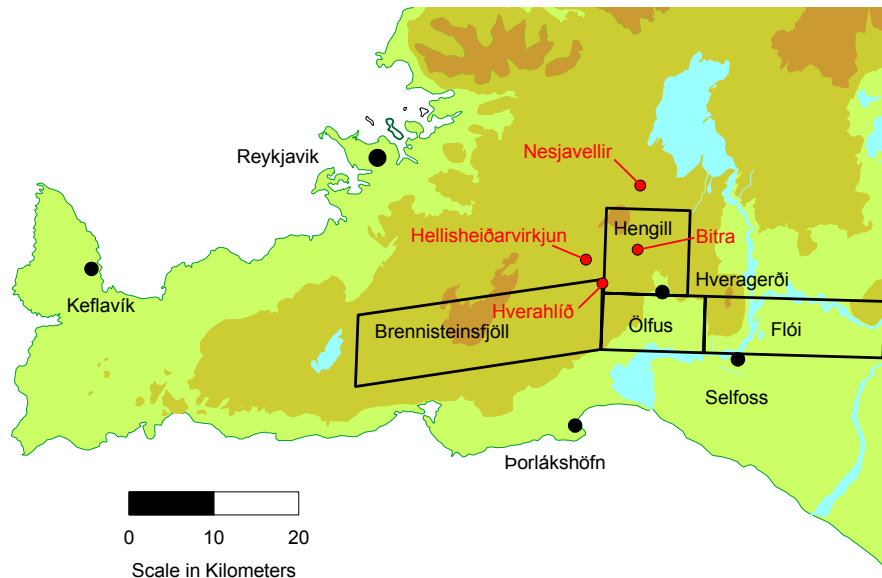 Reykjavik
Nesjavellir
Hengill
Hellisheiðarvirkjun
Bitra
Keflavík
Hveragerði
Hverahlíð
Brennisteinsfjöll
Ölfus
Flói
Selfoss
Þorlákshöfn
0 10 20
Scale in Kilometers